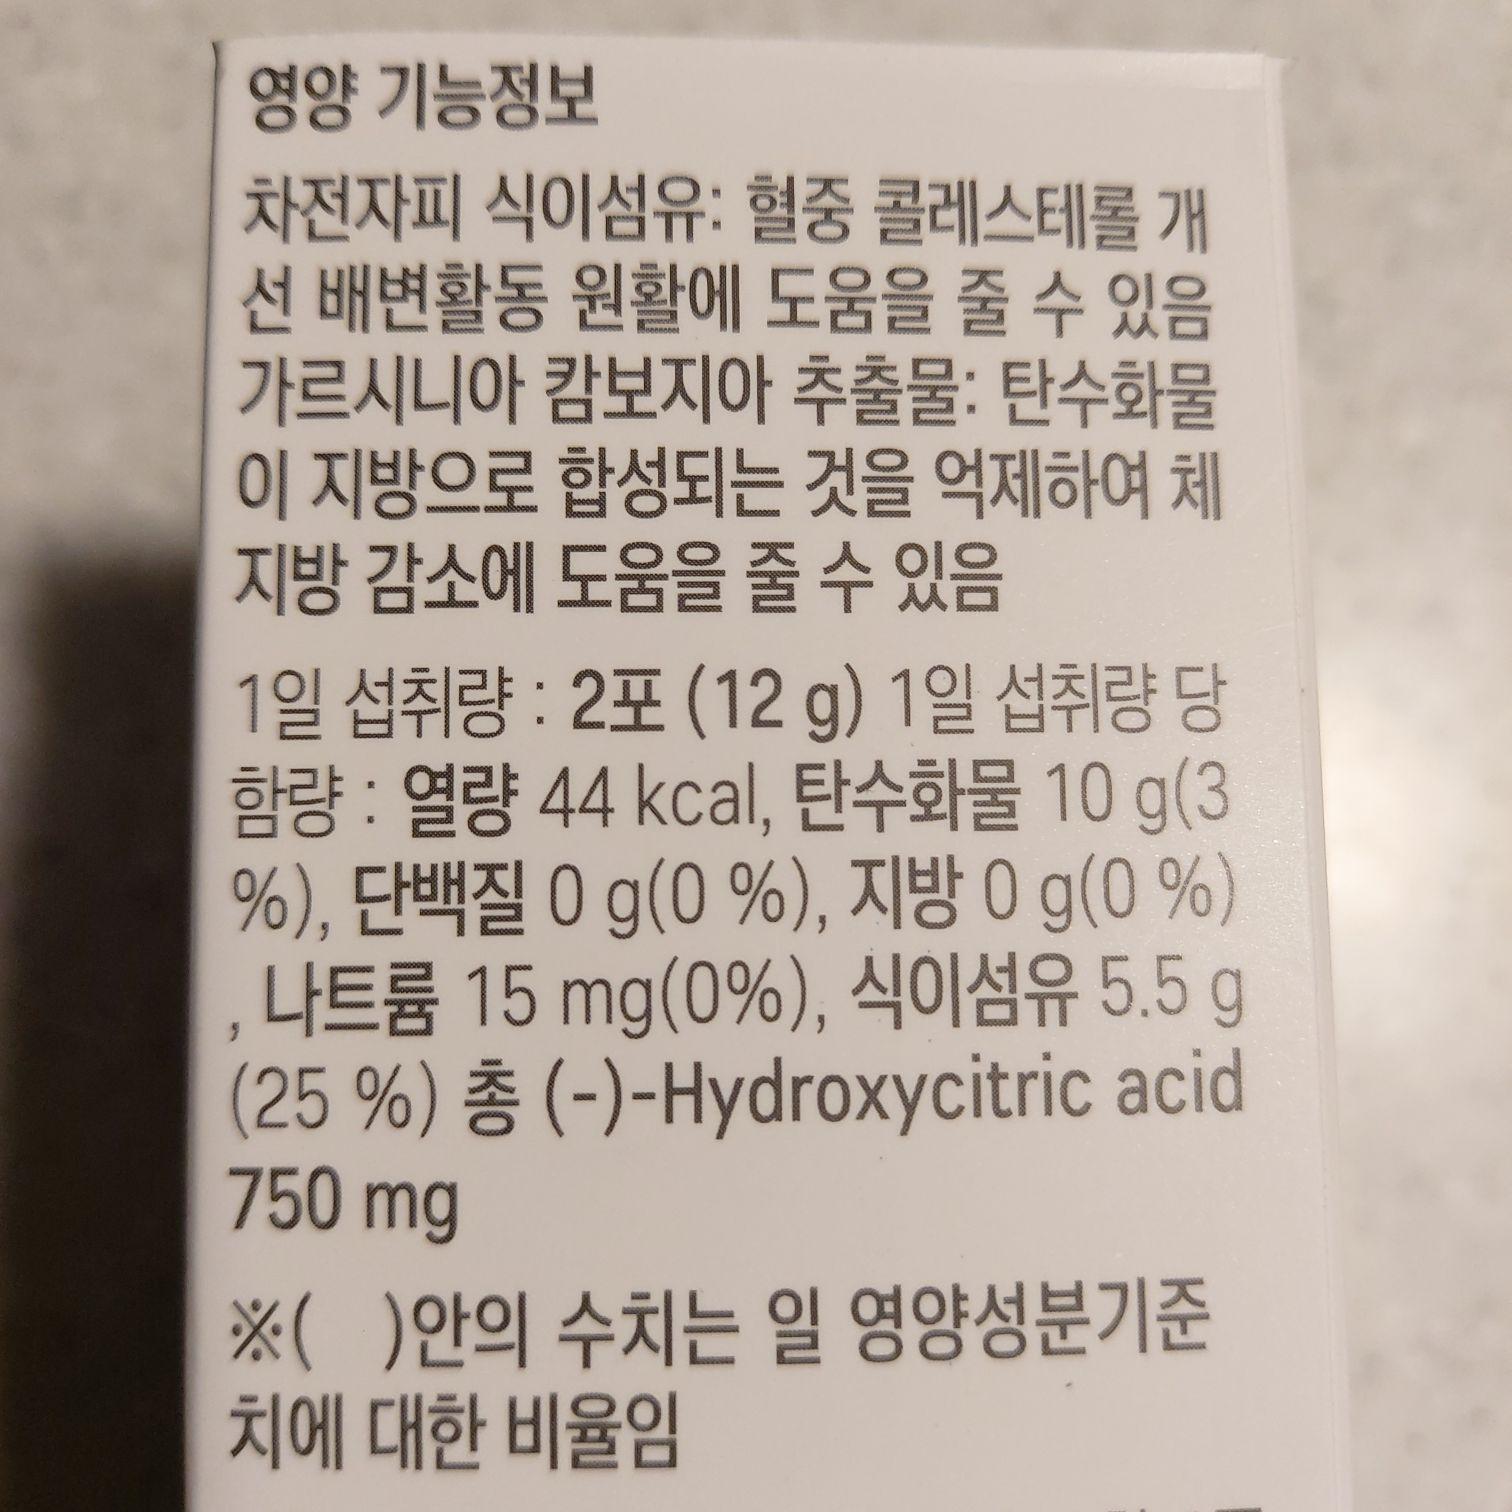 영양 기능정보
차전자피 식이섬유: 혈중 콜레스테롤 개
선 배변활동 원활에 도움을 줄 수 있음
가르시니아 캄보지아 추출물: 탄수화물
이 지방으로 합성되는 것을 억제하여 체
지방 감소에 도움을 줄 수 있음
1일 섭취량 : 2포 (12 g) 1일 섭취량 당
함량 : 열량 44 kcal, 탄수화물 10 g(3
%), 단백질 0 g(0 %), 지방 0 g(0 %)
, 나트륨 15 mg(0%), 식이섬유 5.5 g
(25 %) 총 (-)-Hydroxycitric acid
750 mg
※( )안의 수치는 일 영양성분기준
치에 대한 비율임